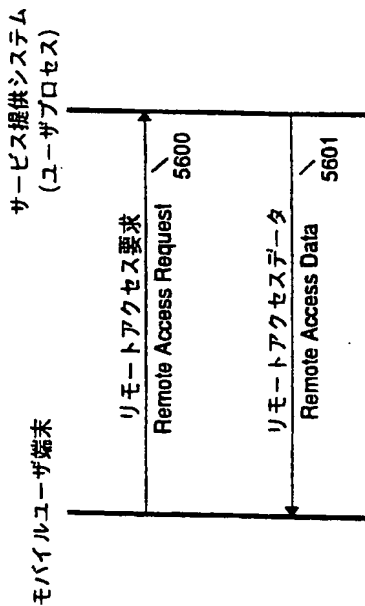 モバイルユーザ端末
サービス提供システム
(ユーザプロセス)
リモートアクセス要求
Remote Access Request
5600
リモートアクセスデータ
Remote Access Data
5601